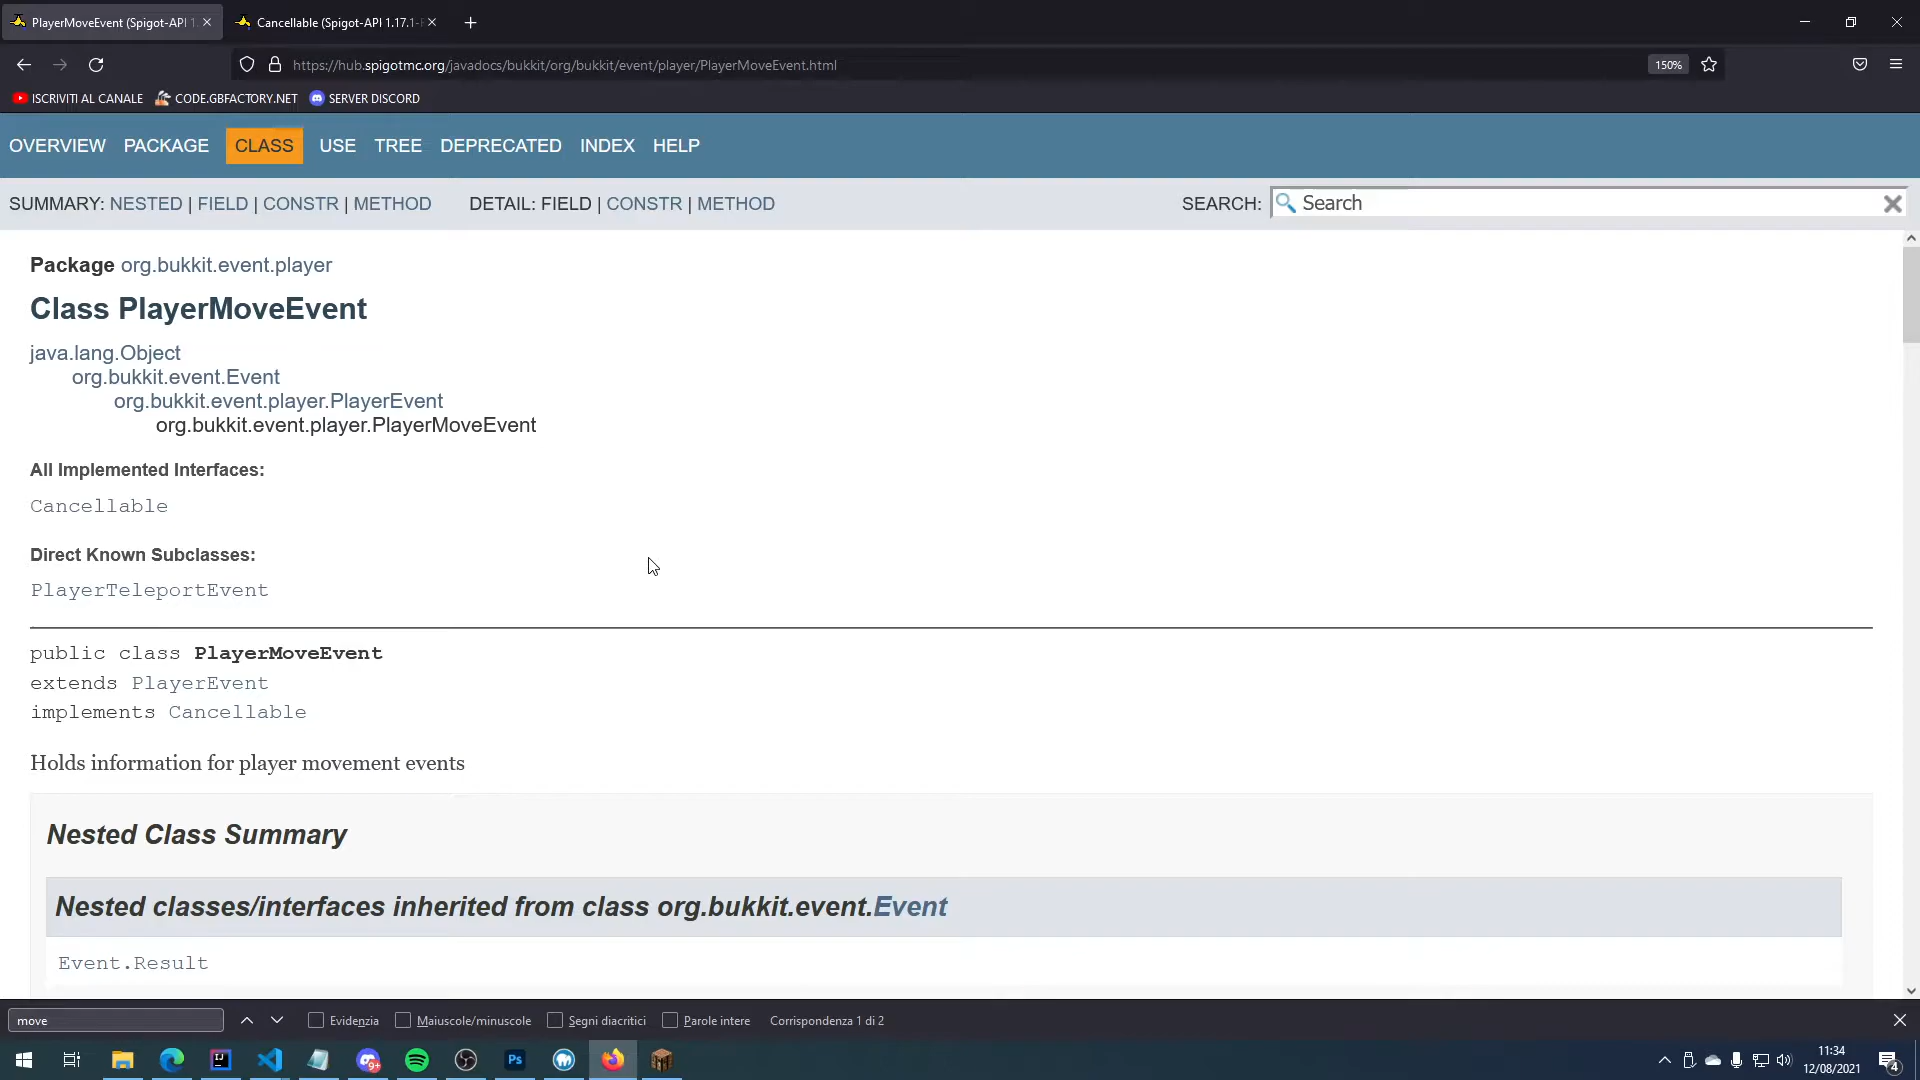 PlayerMoveEvent (Spigot-API 1.
Cancellable (Spigot-API 1.17.1-
https://hub.spigotmc.org/javadocs/bukkit/org/bukkit/event/player/PlayerMoveEvent.html
150%
ISCRIVITI AL CANALE
CODE.GBFACTORY.NET
SERVER DISCORD
OVERVIEW PACKAGE CLASS USE TREE DEPRECATED INDEX HELP
SUMMARY: NESTED | FIELD | CONSTR | METHOD DETAIL: FIELD | CONSTR | METHOD SEARCH: Search
Package org.bukkit.event.player
Class PlayerMoveEvent
java.lang.Object
org.bukkit.event.Event
org.bukkit.event.player.PlayerEvent
org.bukkit.event.player.PlayerMoveEvent
All Implemented Interfaces:
Cancellable
Direct Known Subclasses:
PlayerTeleportEvent
public class PlayerMoveEvent
extends PlayerEvent
implements Cancellable
Holds information for player movement events
Nested Class Summary
Nested classes/interfaces inherited from class org.bukkit.event.Event
Event.Result
move Evidenzia Maiuscole/minuscole Segni diacritici Parole intere Corrispondenza 1 di 2
9+
Ps
11:34
12/08/2021
4